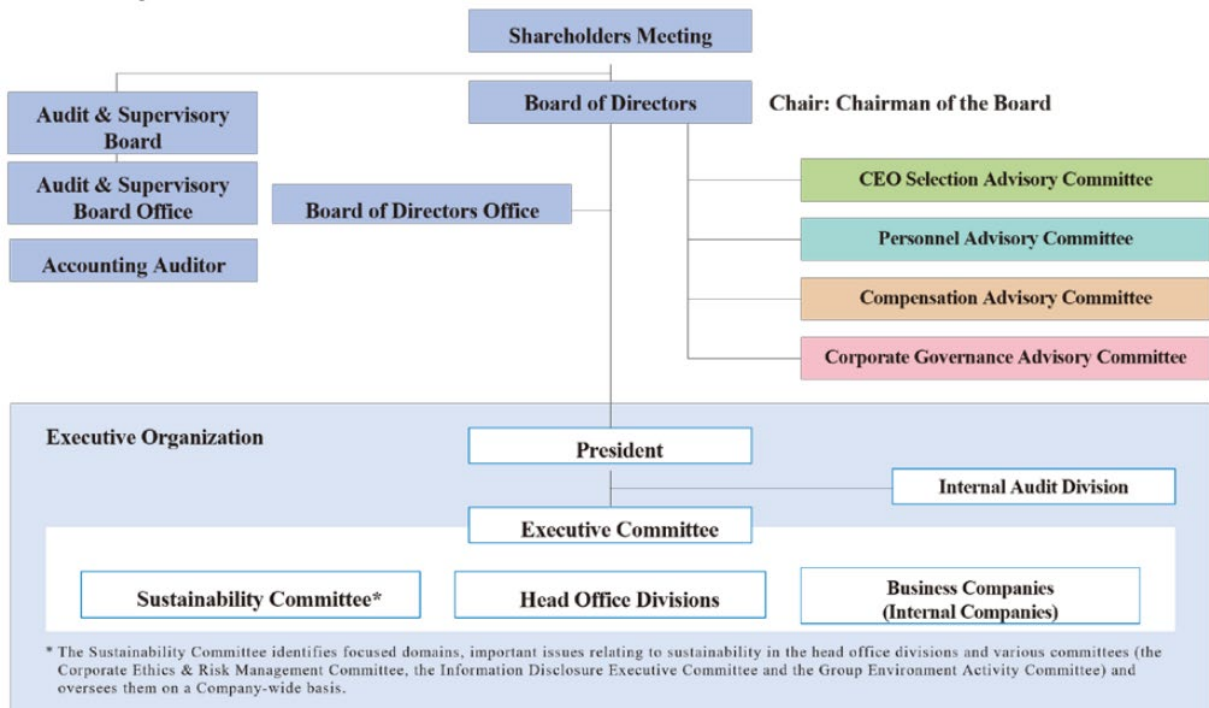 Shareholders Meeting
Board of Directors
Chair: Chairman of the Board
Audit & Supervisory
Board
Audit & Supervisory
Board Office
Accounting Auditor
Board of Directors Office
CEO Selection Advisory Committee
Personnel Advisory Committee
Compensation Advisory Committee
Corporate Governance Advisory Committee
Executive Organization
President
Internal Audit Division
Executive Committee
Sustainability Committee*
Head Office Divisions
Business Companies
(Internal Companies)
* The Sustainability Committee identifies focused domains, important issues relating to sustainability in the head office divisions and various committees (the
Corporate Ethics & Risk Management Committee, the Information Disclosure Executive Committee and the Group Environment Activity Committee) and
oversees them on a Company-wide basis.